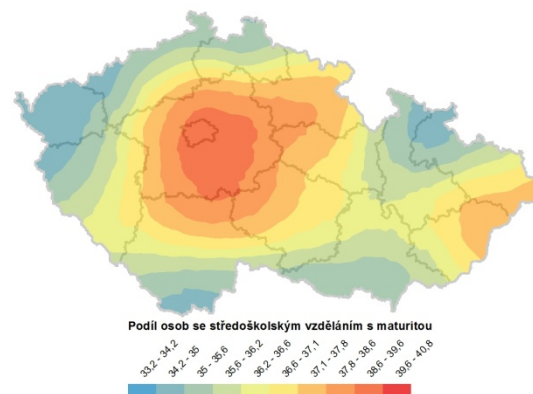 Podíl osob se středoškolským vzděláním s maturitou
33,2 - 34,2
34,2 - 35
35 - 35,6
35,6 - 36,2
36,2 - 36,6
36,6 - 37,1
37,1 - 37,8
37,8 - 38,6
38,6 - 39,6
39,6 - 40,8